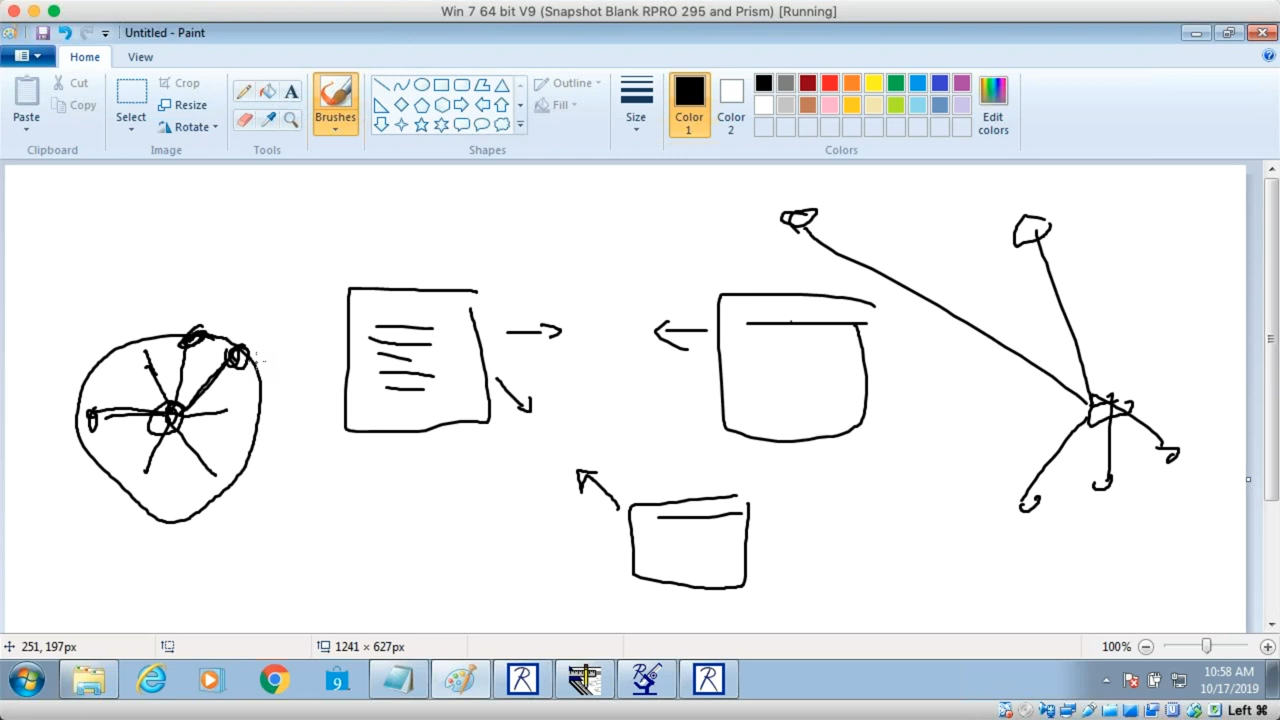 Win 7 64 bit V9 (Snapshot Blank RPRO 295 and Prism) [Running]
Untitled - Paint
Home View
Paste
Cut
Copy
Clipboard
Select
Crop
Resize
Rotate
Image
A
Tools
Brushes
Shapes
Outline
Fill
Size
Color 1
Color 2
Edit colors
Colors
251, 197px
1241 × 627px
100%
9
R
R
10:58 AM
10/17/2019
Left ⌘